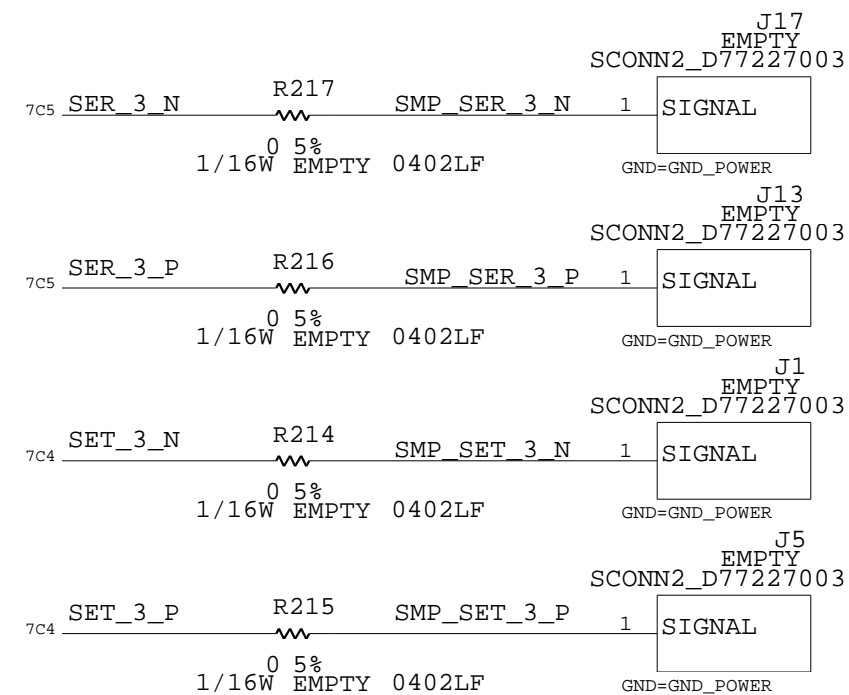 J17
EMPTY
SCONN2_D77227003
7C5 SER_3_N R217 SMP_SER_3_N 1 SIGNAL
0 5%
1/16W EMPTY 0402LF GND=GND_POWER
J13
EMPTY
SCONN2_D77227003
7C5 SER_3_P R216 SMP_SER_3_P 1 SIGNAL
0 5%
1/16W EMPTY 0402LF GND=GND_POWER
J1
EMPTY
SCONN2_D77227003
7C4 SET_3_N R214 SMP_SET_3_N 1 SIGNAL
0 5%
1/16W EMPTY 0402LF GND=GND_POWER
J5
EMPTY
SCONN2_D77227003
7C4 SET_3_P R215 SMP_SET_3_P 1 SIGNAL
0 5%
1/16W EMPTY 0402LF GND=GND_POWER